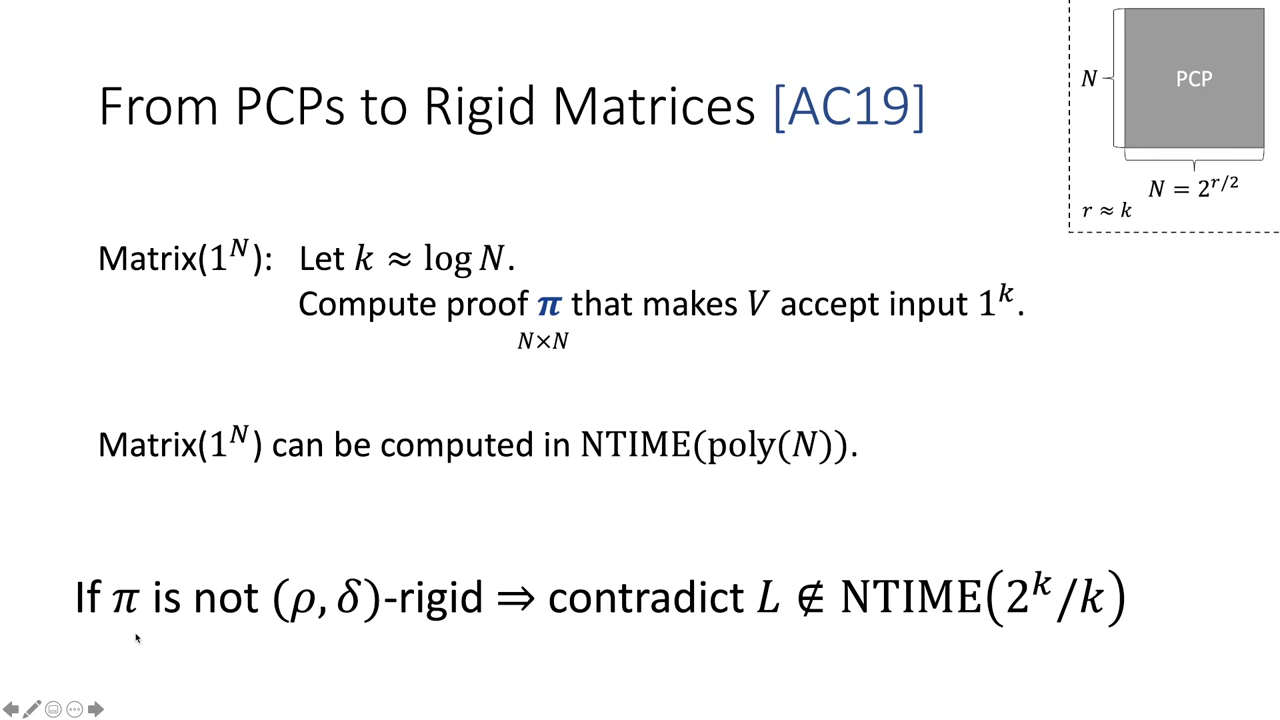 From PCPs to Rigid Matrices [AC19]
N
PCP
N = 2^{r/2}
r ≈ k
Matrix(1^N): Let k ≈ log N.
Compute proof π that makes V accept input 1^k.
N×N
Matrix(1^N) can be computed in NTIME(poly(N)).
If π is not (ρ, δ)-rigid ⇒ contradict L ∉ NTIME(2^k/k)